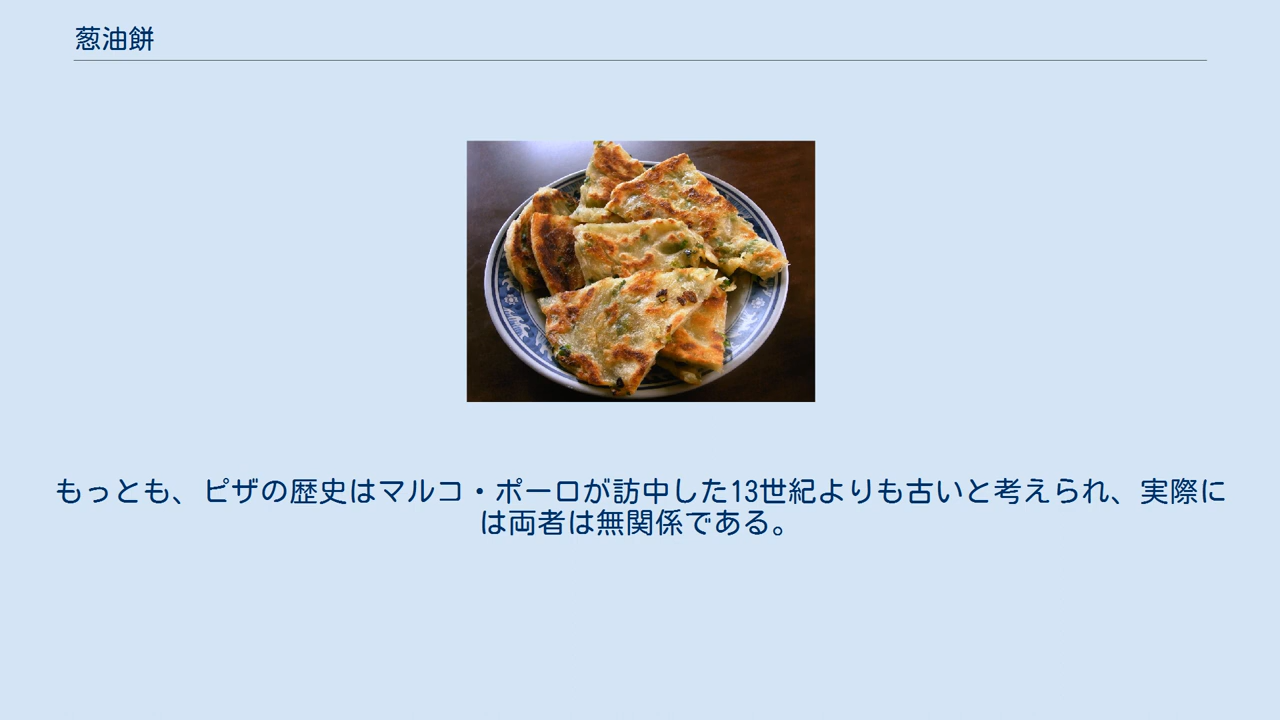 葱油餅
もっとも、ピザの歴史はマルコ・ポーロが訪中した13世紀よりも古いと考えられ、実際に
は両者は無関係である。